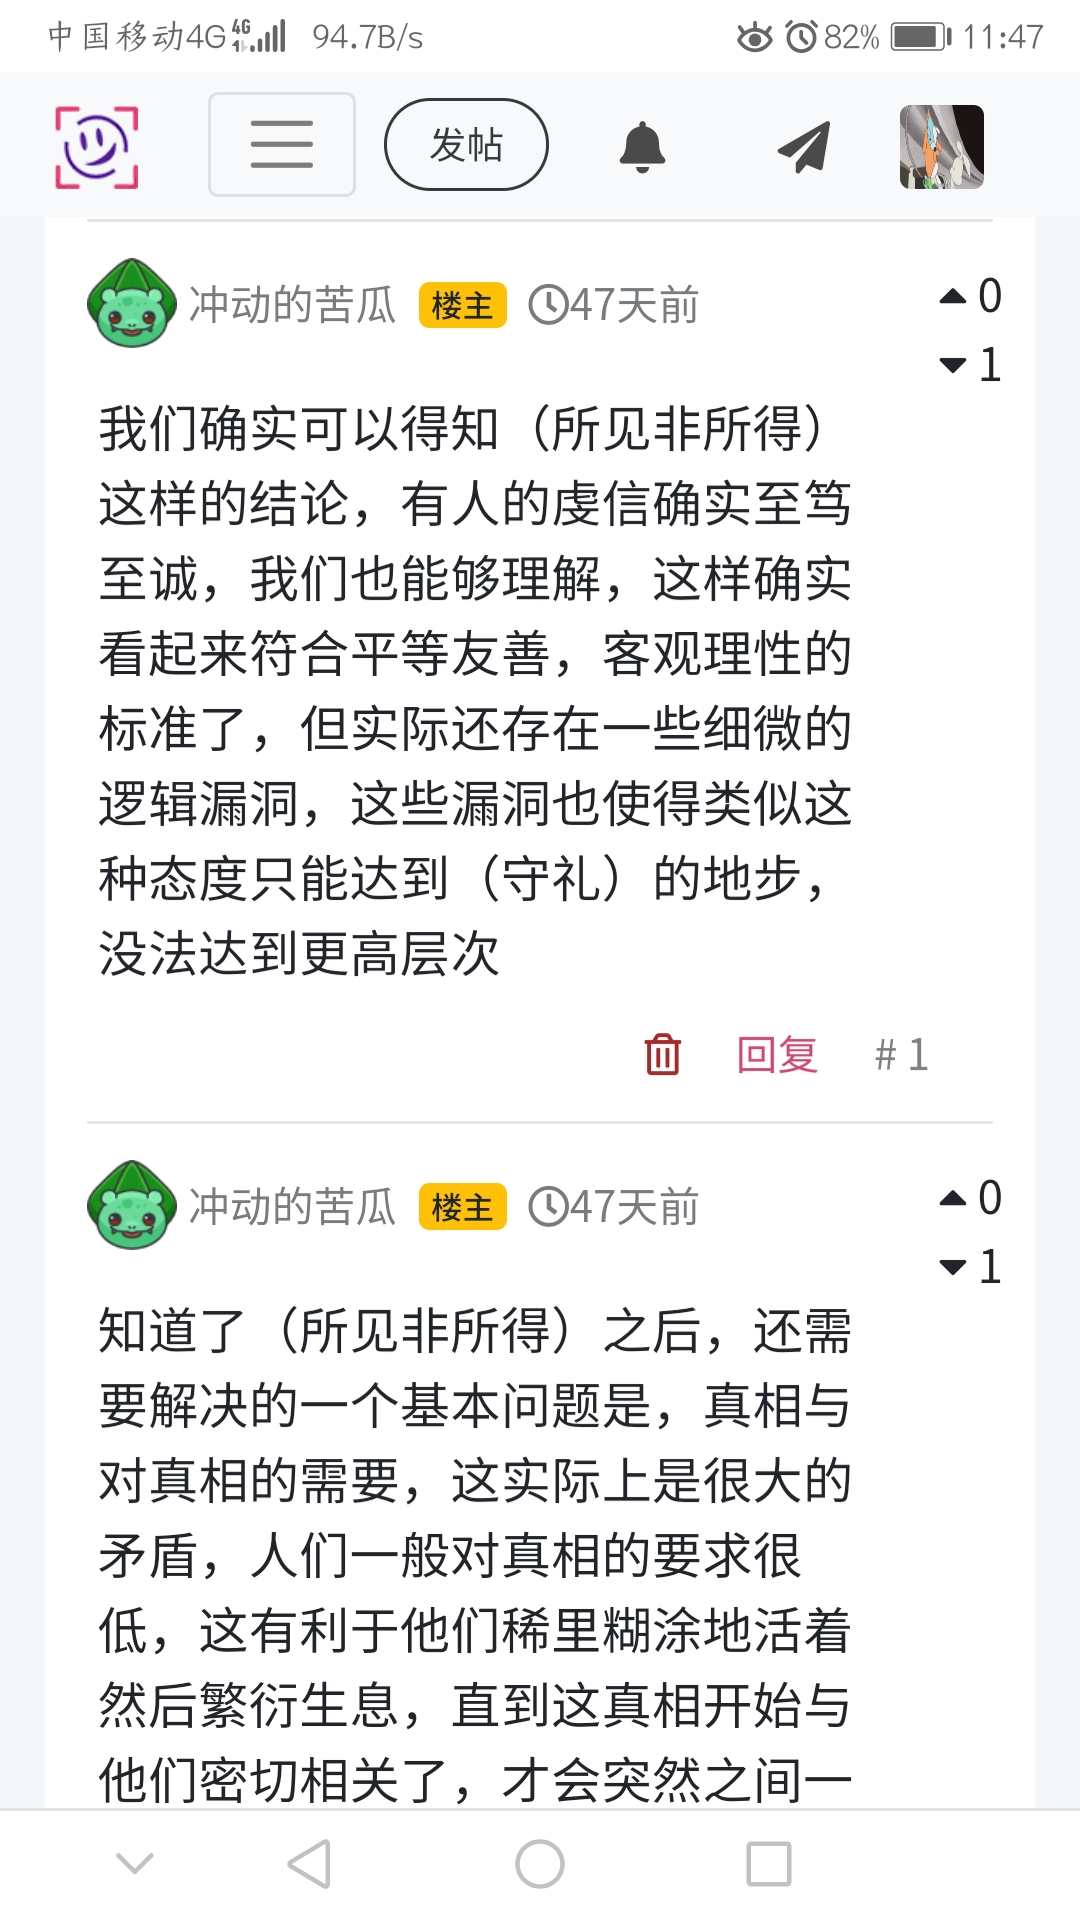 中国移动4G 4G 94.7B/s 82% 11:47
发帖
冲动的苦瓜 楼主 47天前 0
1
我们确实可以得知（所见非所得）
这样的结论，有人的虔信确实至笃
至诚，我们也能够理解，这样确实
看起来符合平等友善，客观理性的
标准了，但实际还存在一些细微的
逻辑漏洞，这些漏洞也使得类似这
种态度只能达到（守礼）的地步，
没法达到更高层次
回复 # 1
冲动的苦瓜 楼主 47天前 0
1
知道了（所见非所得）之后，还需
要解决的一个基本问题是，真相与
对真相的需要，这实际上是很大的
矛盾，人们一般对真相的要求很
低，这有利于他们稀里糊涂地活着
然后繁衍生息，直到这真相开始与
他们密切相关了，才会突然之间一